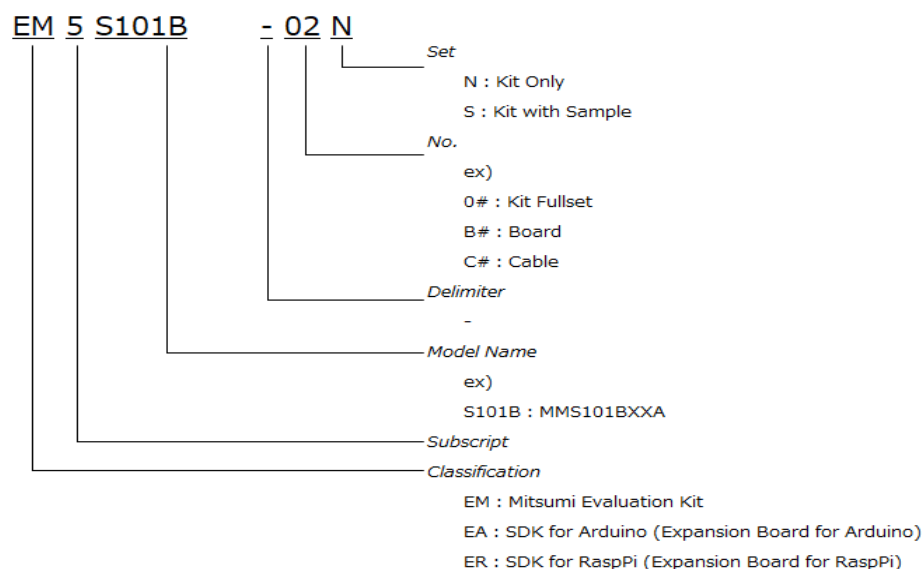 EM 5 S101B - 02 N
Set
N : Kit Only
S : Kit with Sample
No.
ex)
0# : Kit Fullset
B# : Board
C# : Cable
Delimiter
-
Model Name
ex)
S101B : MMS101BXXA
Subscript
Classification
EM : Mitsumi Evaluation Kit
EA : SDK for Arduino (Expansion Board for Arduino)
ER : SDK for RaspPi (Expansion Board for RaspPi)